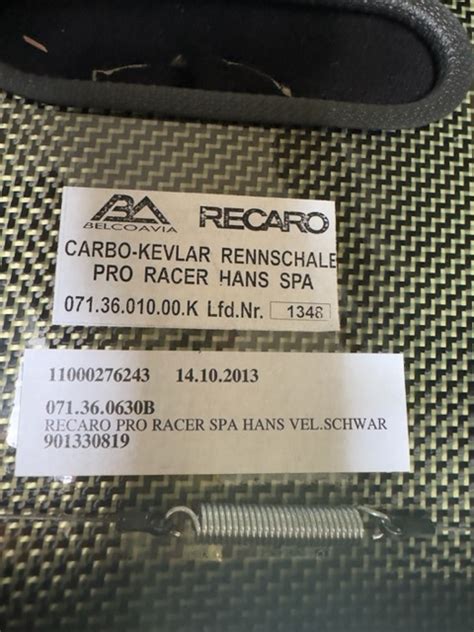 BA RECARO
BELCOAVIA
CARBO-KEVLAR RENNSCHALE
PRO RACER HANS SPA
071.36.010.00.K Lfd.Nr. 1348
11000276243 14.10.2013
071.36.0630B
RECARO PRO RACER SPA HANS VEL.SCHWAR
901330819